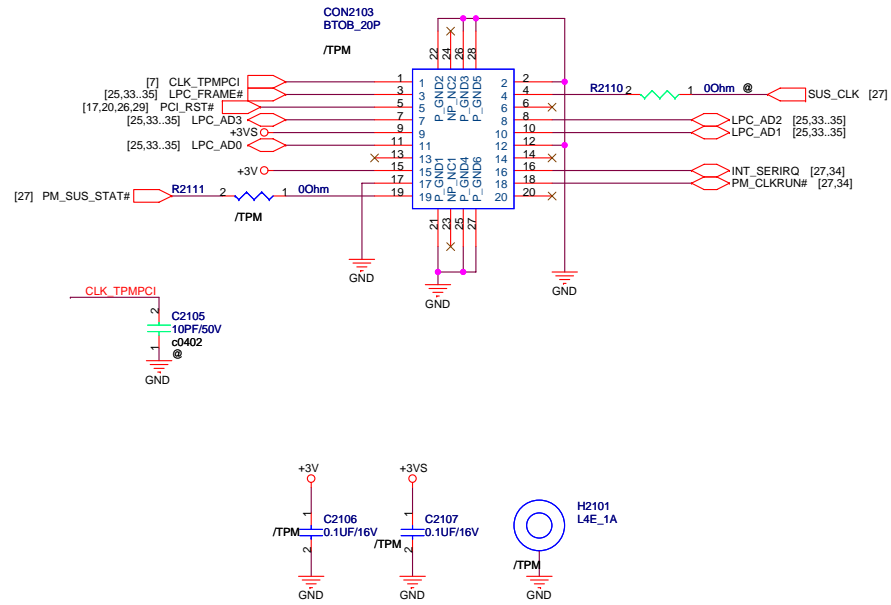 CON2103
BTOB_20P
/TPM
22 24 26 28
P_GND2 NP_NC2 P_GND3 P_GND5
[7] CLK_TPMPCI 1 1 2 2
[25,33..35] LPC_FRAME# 3 3 4 4 R2110 2 1 0Ohm @ SUS_CLK [27]
[17,20,26,29] PCI_RST# 5 5 6 6
[25,33..35] LPC_AD3 7 7 8 8 LPC_AD2 [25,33..35]
+3VS 9 9 10 10 LPC_AD1 [25,33..35]
[25,33..35] LPC_AD0 11 11 12 12
13 13 14 14
+3V 15 15 16 16 INT_SERIRQ [27,34]
17 17 18 18 PM_CLKRUN# [27,34]
[27] PM_SUS_STAT# R2111 2 1 0Ohm 19 19 20 20
/TPM
P_GND1 NP_NC1 P_GND4 P_GND6
21 23 25 27
GND
GND
GND
CLK_TPMPCI
2 C2105
10PF/50V
1 c0402
@
GND
+3V +3VS
1 1 H2101
C2106 C2107 L4E_1A
/TPM 0.1UF/16V /TPM 0.1UF/16V
2 2 /TPM
GND GND GND